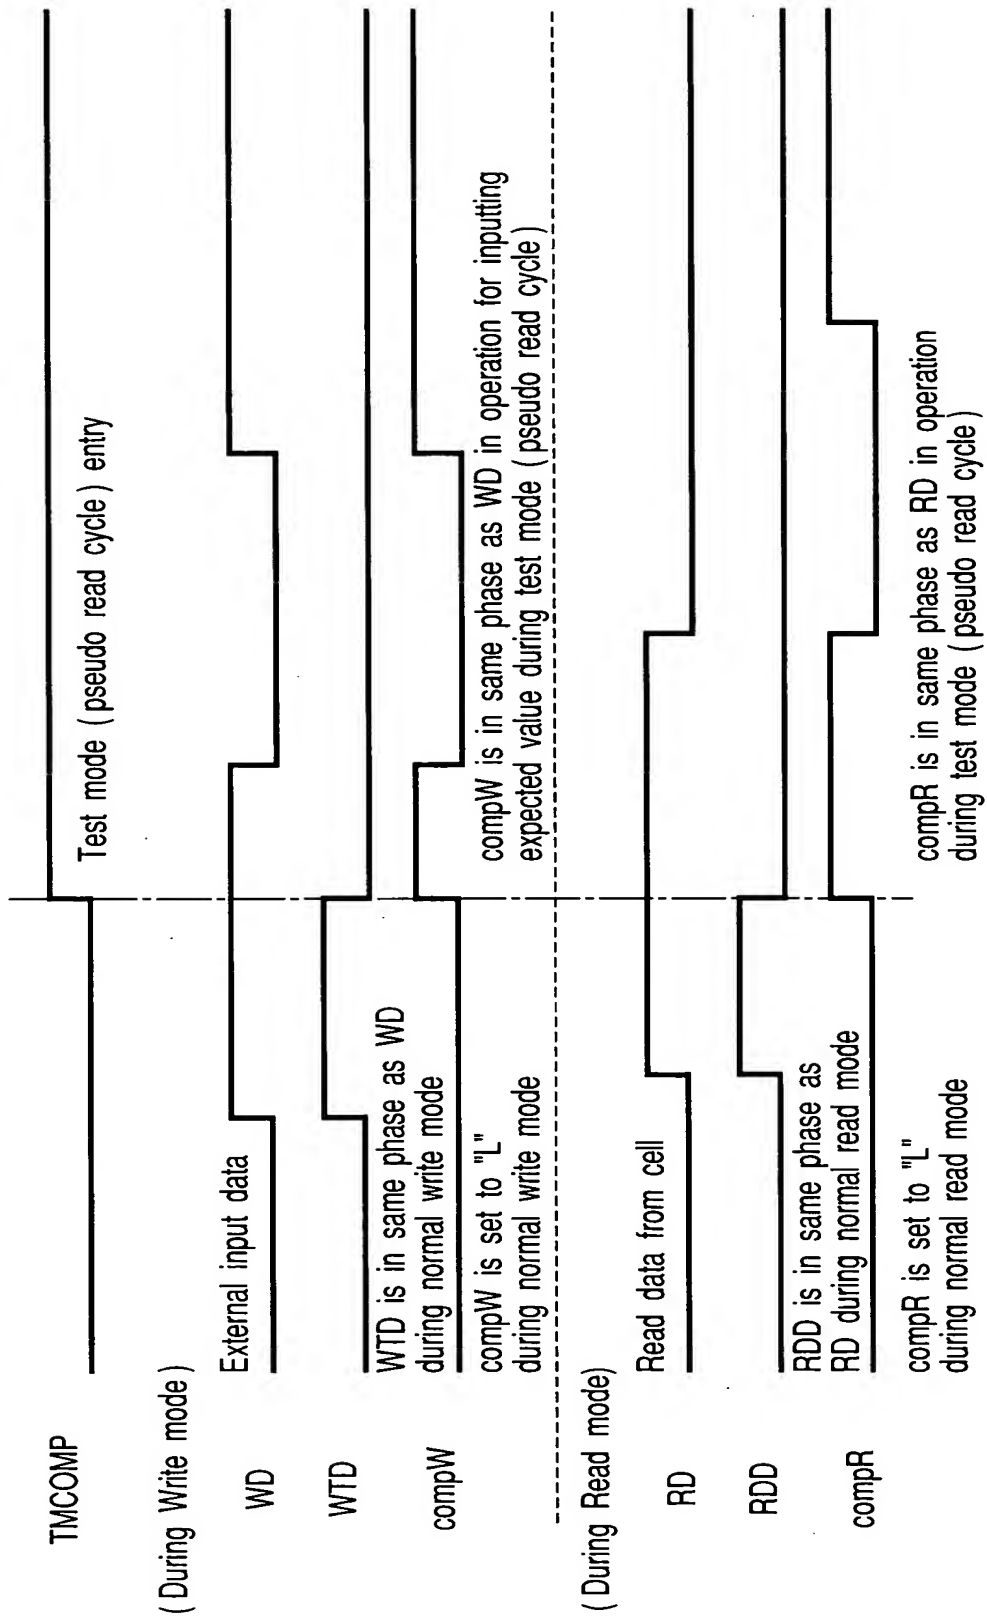 TMCOMP
Test mode ( pseudo read cycle ) entry
( During Write mode )
WD
External input data
WTD
WTD is in same phase as WD
during normal write mode
compW
compW is set to "L"
during normal write mode
compW is in same phase as WD in operation for inputting
expected value during test mode ( pseudo read cycle )
( During Read mode)
RD
Read data from cell
RDD
RDD is in same phase as
RD during normal read mode
compR
compR is set to "L"
during normal read mode
compR is in same phase as RD in operation
during test mode ( pseudo read cycle )